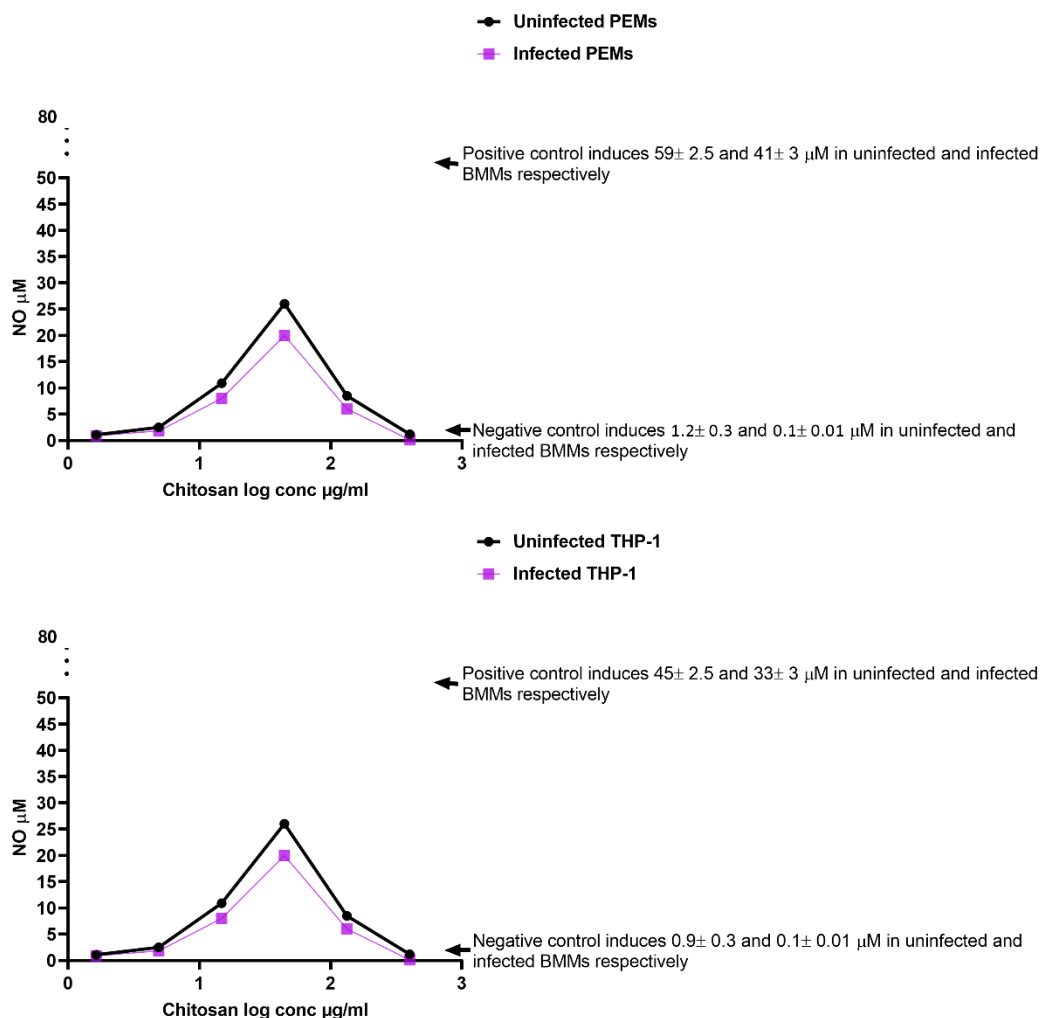 Uninfected PEMs
Infected PEMs
80
Positive control induces 59± 2.5 and 41± 3 μM in uninfected and infected
BMMs respectively
50
45
40
35
30
25
20
15
10
5
0
NO μM
Negative control induces 1.2± 0.3 and 0.1± 0.01 μM in uninfected and
infected BMMs respectively
0 1 2 3
Chitosan log conc µg/ml
Uninfected THP-1
Infected THP-1
80
Positive control induces 45± 2.5 and 33± 3 μM in uninfected and infected
BMMs respectively
50
45
40
35
30
25
20
15
10
5
0
NO μM
Negative control induces 0.9± 0.3 and 0.1± 0.01 μM in uninfected and
infected BMMs respectively
0 1 2 3
Chitosan log conc µg/ml